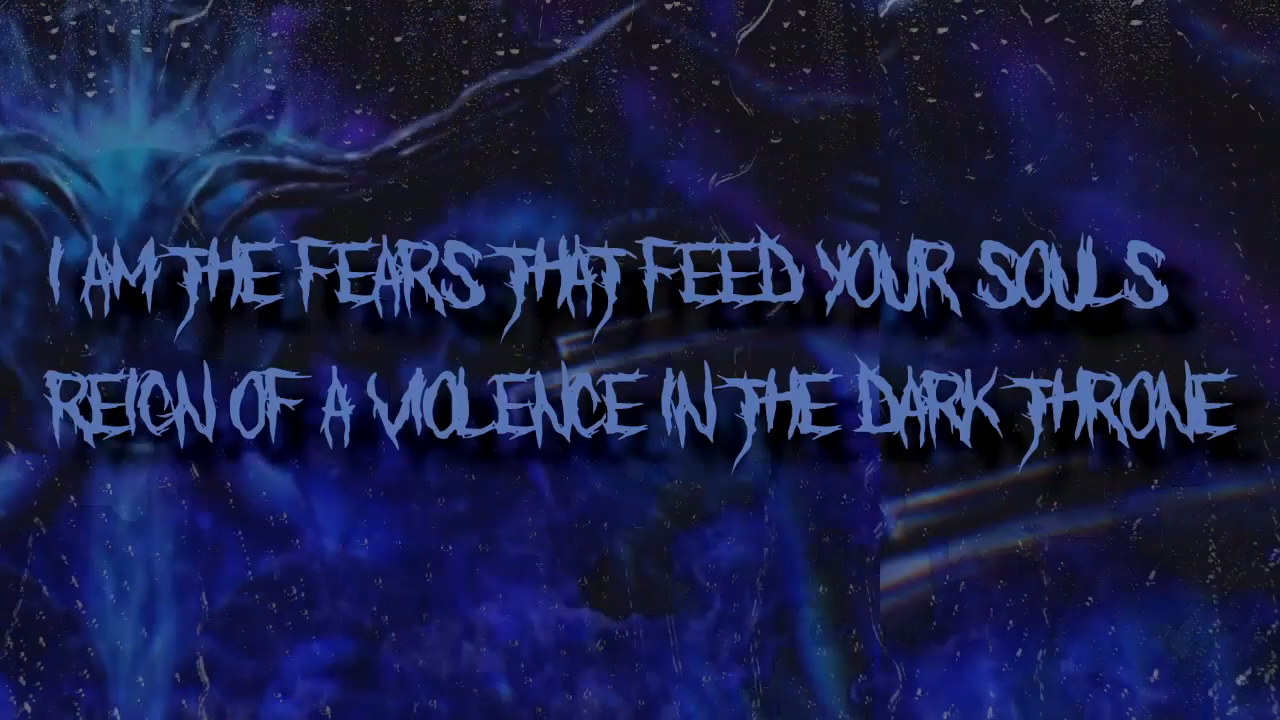 I AM THE FEARS THAT FEED YOUR SOULS
REIGN OF A VIOLENCE IN THE DARK THRONE